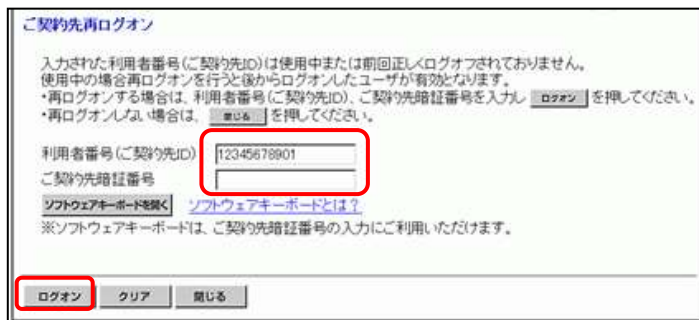 ご契約先再ログオン
入力された利用者番号(ご契約先ID)は使用中または前回正しくログオフされておりません。
使用中の場合再ログオンを行うと後からログオンしたユーザが有効となります。
・再ログオンする場合は、利用者番号(ご契約先ID)、ご契約先暗証番号を入力し ログオン を押してください。
・再ログオンしない場合は、 閉じる を押してください。
利用者番号(ご契約先ID) 12345678901
ご契約先暗証番号
ソフトウェアキーボードを開く ソフトウェアキーボードとは?
※ソフトウェアキーボードは、ご契約先暗証番号の入力にご利用いただけます。
ログオン クリア 閉じる